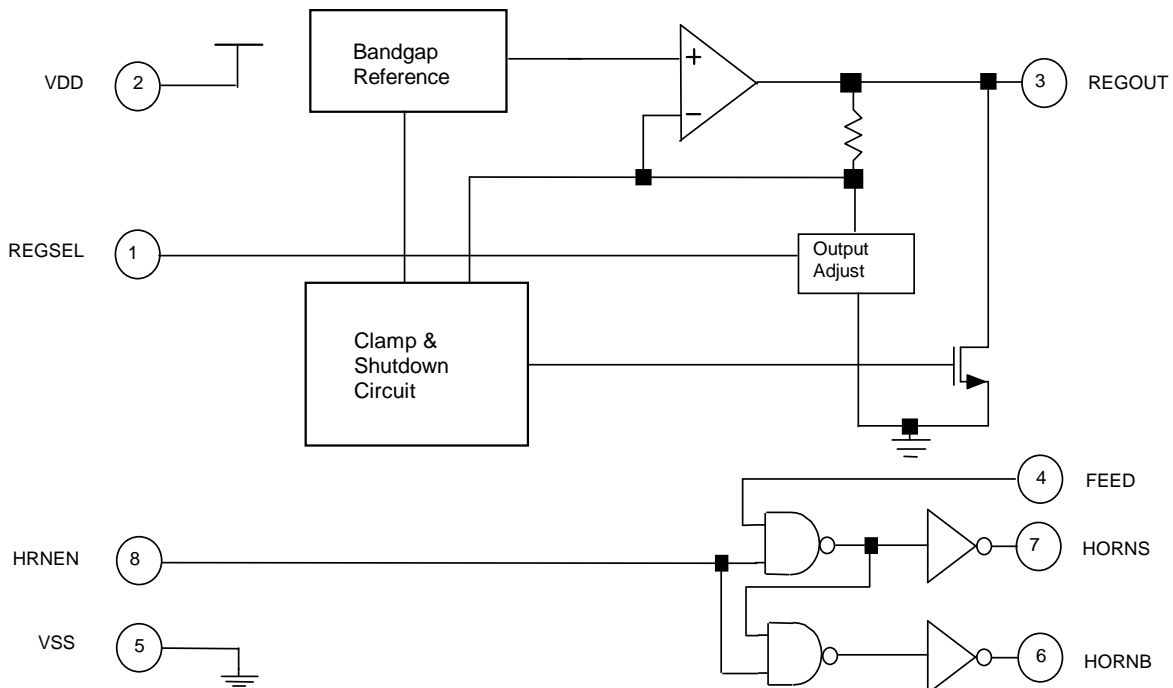 VDD
2
Bandgap
Reference
+
−
3
REGOUT
REGSEL
1
Output
Adjust
Clamp &
Shutdown
Circuit
4
FEED
HRNEN
8
7
HORNS
VSS
5
6
HORNB